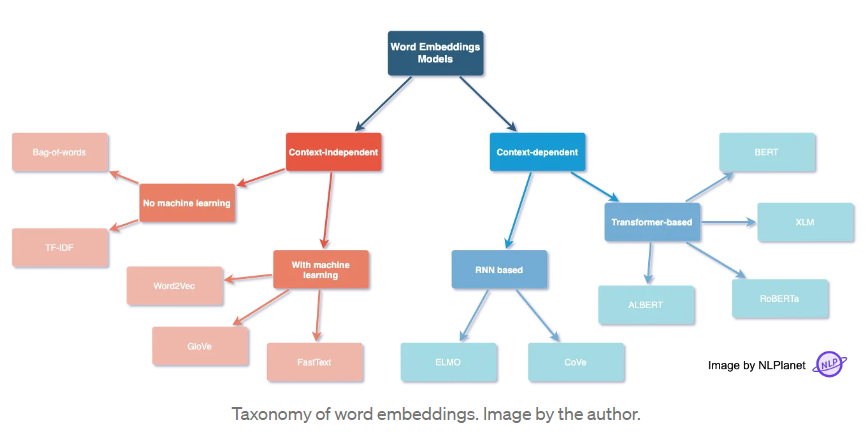 Word Embeddings
Models
Context-independent
Context-dependent
Bag-of-words
BERT
No machine learning
Transformer-based
XLM
TF-IDF
With machine
learning
RNN based
Word2Vec
ALBERT
RoBERTa
GloVe
FastText
ELMO
CoVe
Image by NLPlanet
NLP
Taxonomy of word embeddings. Image by the author.